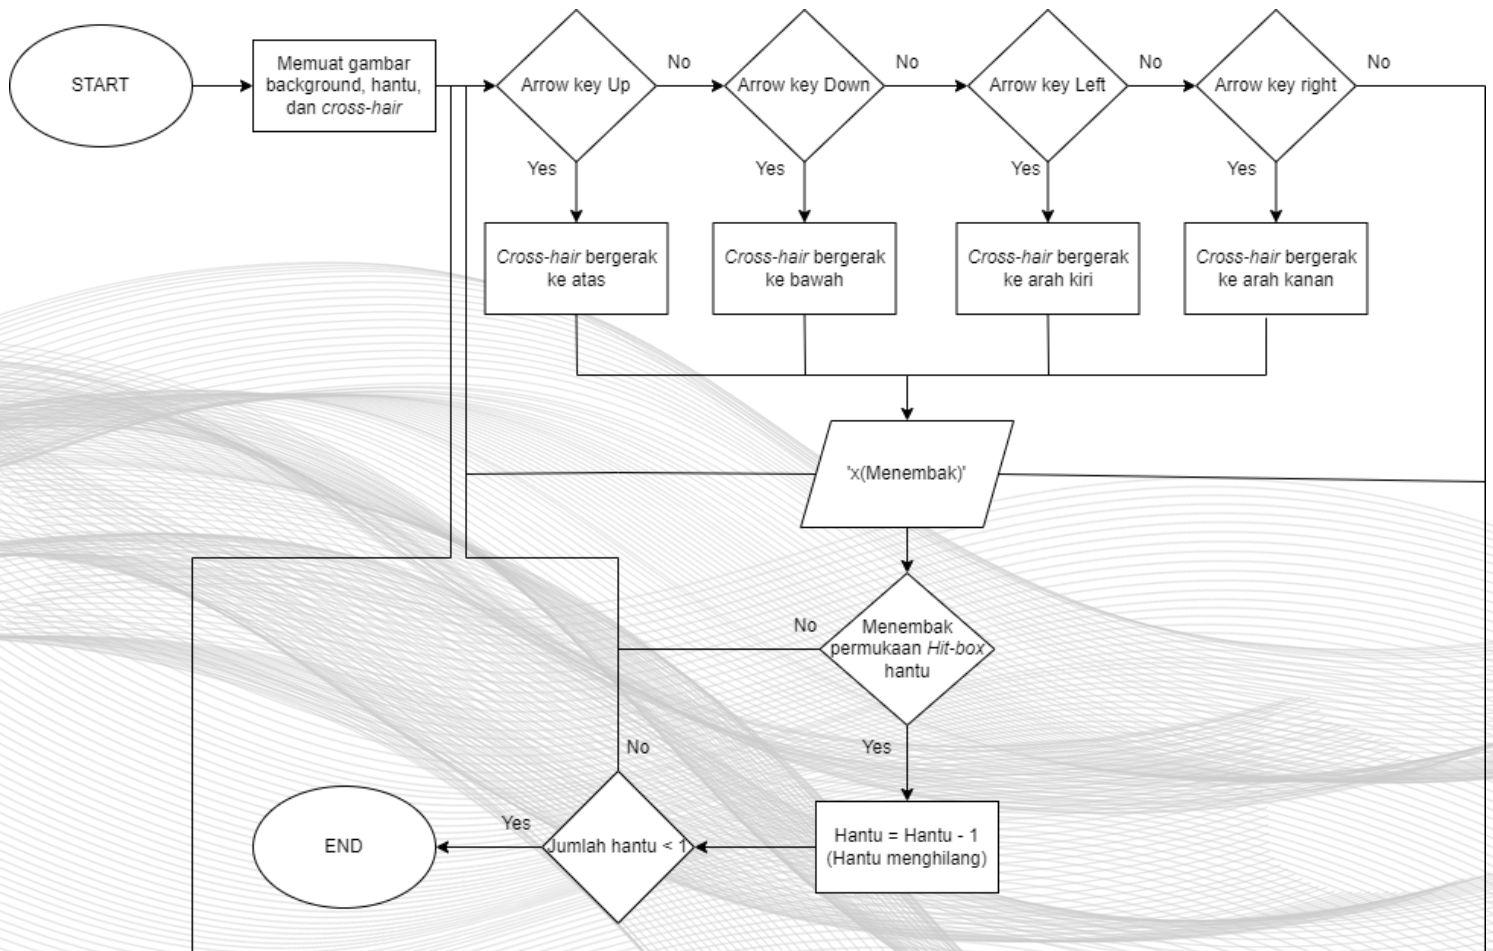 START
Memuat gambar
background, hantu,
dan cross-hair
Arrow key Up
No
Arrow key Down
No
Arrow key Left
No
Arrow key right
No
Yes
Yes
Yes
Yes
Cross-hair bergerak
ke atas
Cross-hair bergerak
ke bawah
Cross-hair bergerak
ke arah kiri
Cross-hair bergerak
ke arah kanan
'x(Menembak)'
No
Menembak
permukaan Hit-box
hantu
Yes
No
Hantu = Hantu - 1
(Hantu menghilang)
Jumlah hantu < 1
Yes
END